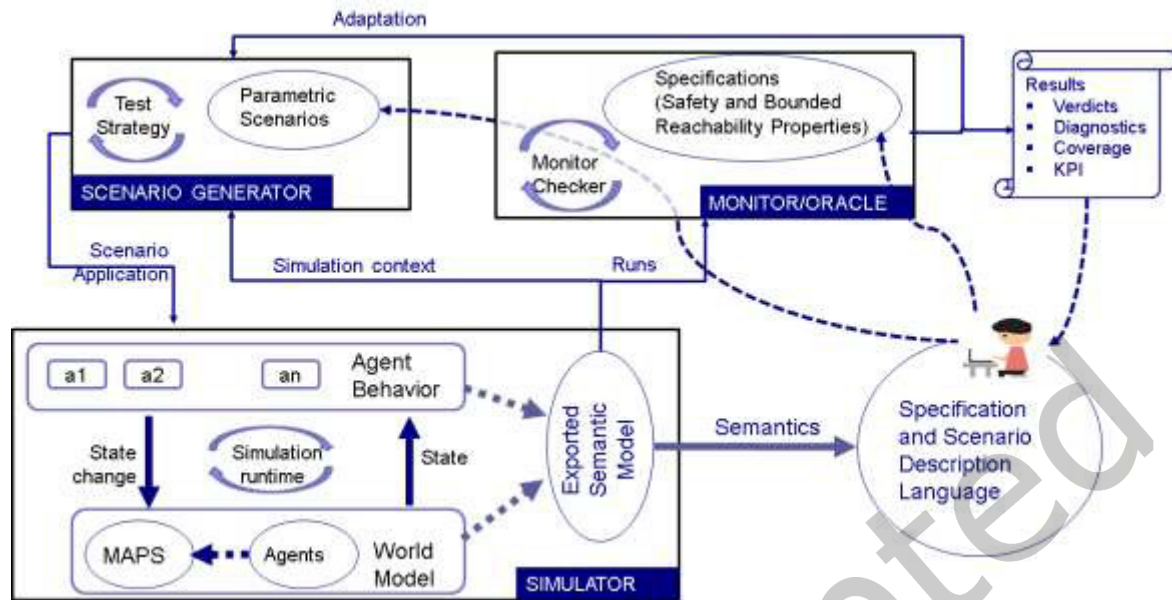 Adaptation
Test
Strategy
Parametric
Scenarios
SCENARIO GENERATOR
Specifications
(Safety and Bounded
Reachability Properties)
Monitor
Checker
MONITOR/ORACLE
Results
▪ Verdicts
▪ Diagnostics
▪ Coverage
▪ KPI
Scenario
Application
Simulation context
Runs
a1
a2
an
Agent
Behavior
State
change
Simulation
runtime
State
MAPS
Agents
World
Model
SIMULATOR
Exported
Semantic
Model
Semantics
Specification
and Scenario
Description
Language